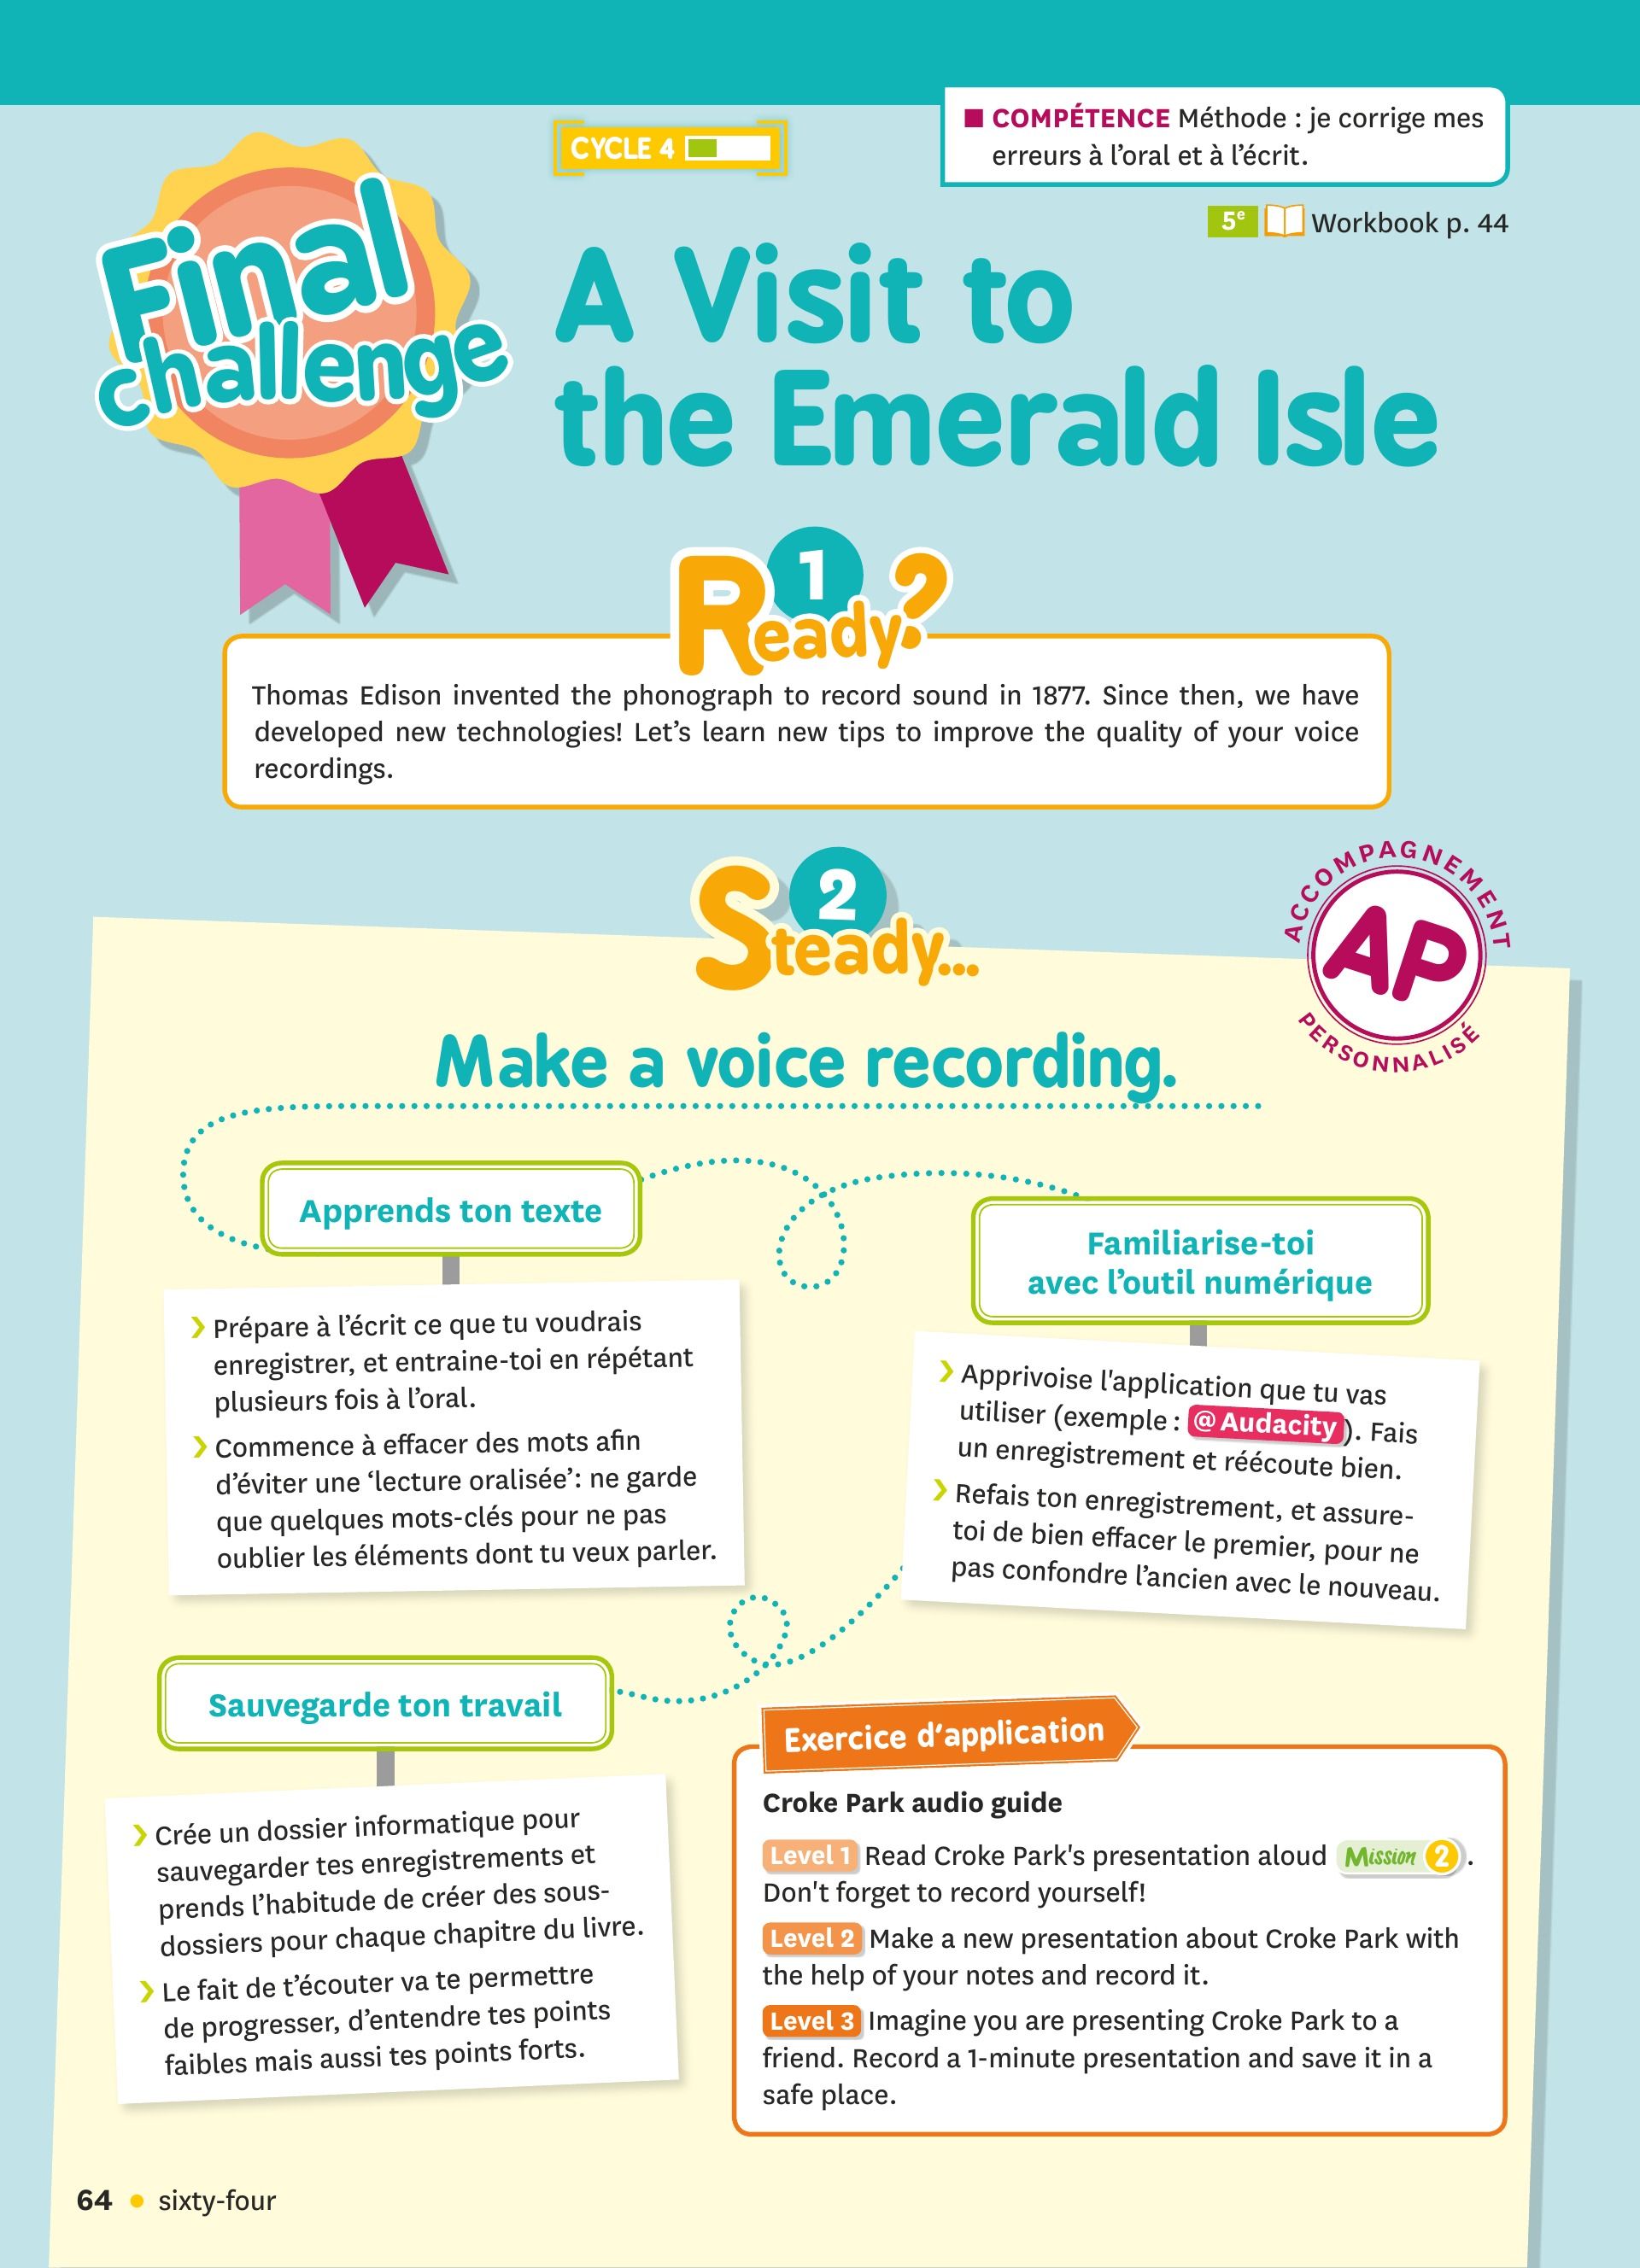 CYCLE 4
■ COMPÉTENCE Méthode : je corrige mes
erreurs à l'oral et à l'écrit.
5e Workbook p. 44
Final
challenge
A Visit to
the Emerald Isle
1
Ready?
Thomas Edison invented the phonograph to record sound in 1877. Since then, we have
developed new technologies! Let's learn new tips to improve the quality of your voice
recordings.
2
Steady...
ACCOMPAGNEMENT
AP
PERSONNALISÉ
Make a voice recording.
Apprends ton texte
› Prépare à l'écrit ce que tu voudrais
enregistrer, et entraine-toi en répétant
plusieurs fois à l'oral.
› Commence à effacer des mots afin
d'éviter une ‘lecture oralisée’: ne garde
que quelques mots-clés pour ne pas
oublier les éléments dont tu veux parler.
Familiarise-toi
avec l'outil numérique
› Apprivoise l'application que tu vas
utiliser (exemple : @ Audacity). Fais
un enregistrement et réécoute bien.
› Refais ton enregistrement, et assure-
toi de bien effacer le premier, pour ne
pas confondre l'ancien avec le nouveau.
Sauvegarde ton travail
› Crée un dossier informatique pour
sauvegarder tes enregistrements et
prends l'habitude de créer des sous-
dossiers pour chaque chapitre du livre.
› Le fait de t'écouter va te permettre
de progresser, d'entendre tes points
faibles mais aussi tes points forts.
Exercice d'application
Croke Park audio guide
Level 1 Read Croke Park's presentation aloud Mission 2.
Don't forget to record yourself!
Level 2 Make a new presentation about Croke Park with
the help of your notes and record it.
Level 3 Imagine you are presenting Croke Park to a
friend. Record a 1-minute presentation and save it in a
safe place.
64 • sixty-four